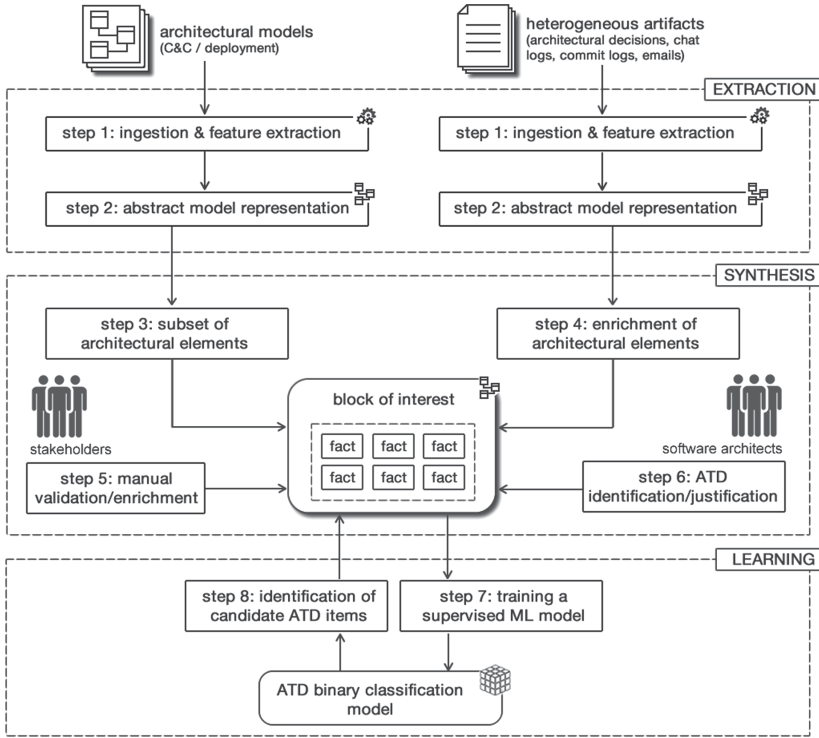 architectural models
(C&C / deployment)
heterogeneous artifacts
(architectural decisions, chat
logs, commit logs, emails)
EXTRACTION
step 1: ingestion & feature extraction
step 1: ingestion & feature extraction
step 2: abstract model representation
step 2: abstract model representation
SYNTHESIS
step 3: subset of
architectural elements
step 4: enrichment of
architectural elements
block of interest
fact fact fact
fact fact fact
stakeholders
software architects
step 5: manual
validation/enrichment
step 6: ATD
identification/justification
LEARNING
step 8: identification of
candidate ATD items
step 7: training a
supervised ML model
ATD binary classification
model